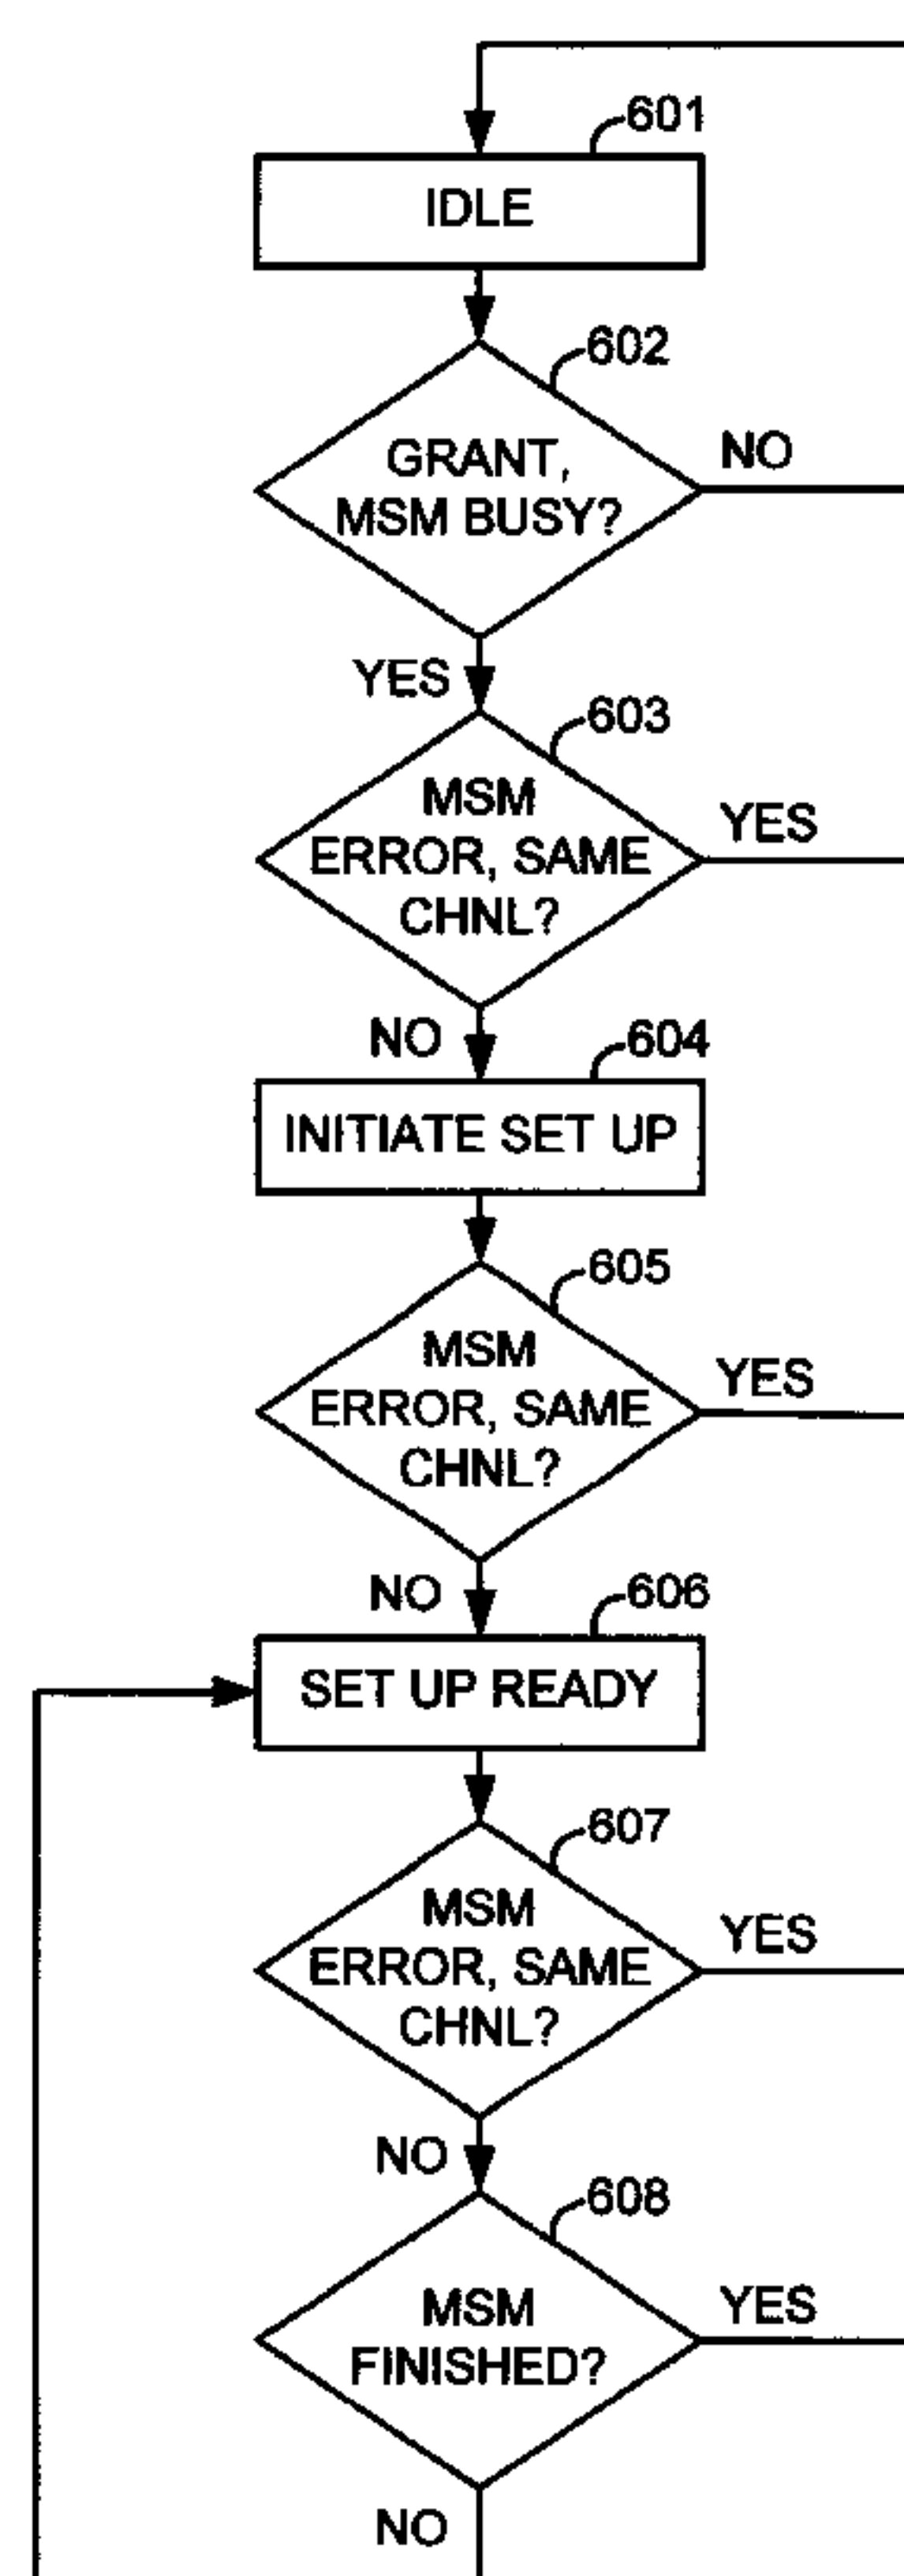 601
IDLE
602
GRANT,
MSM BUSY?
NO
YES
603
MSM
ERROR, SAME
CHNL?
YES
NO
604
INITIATE SET UP
605
MSM
ERROR, SAME
CHNL?
YES
NO
606
SET UP READY
607
MSM
ERROR, SAME
CHNL?
YES
NO
608
MSM
FINISHED?
YES
NO